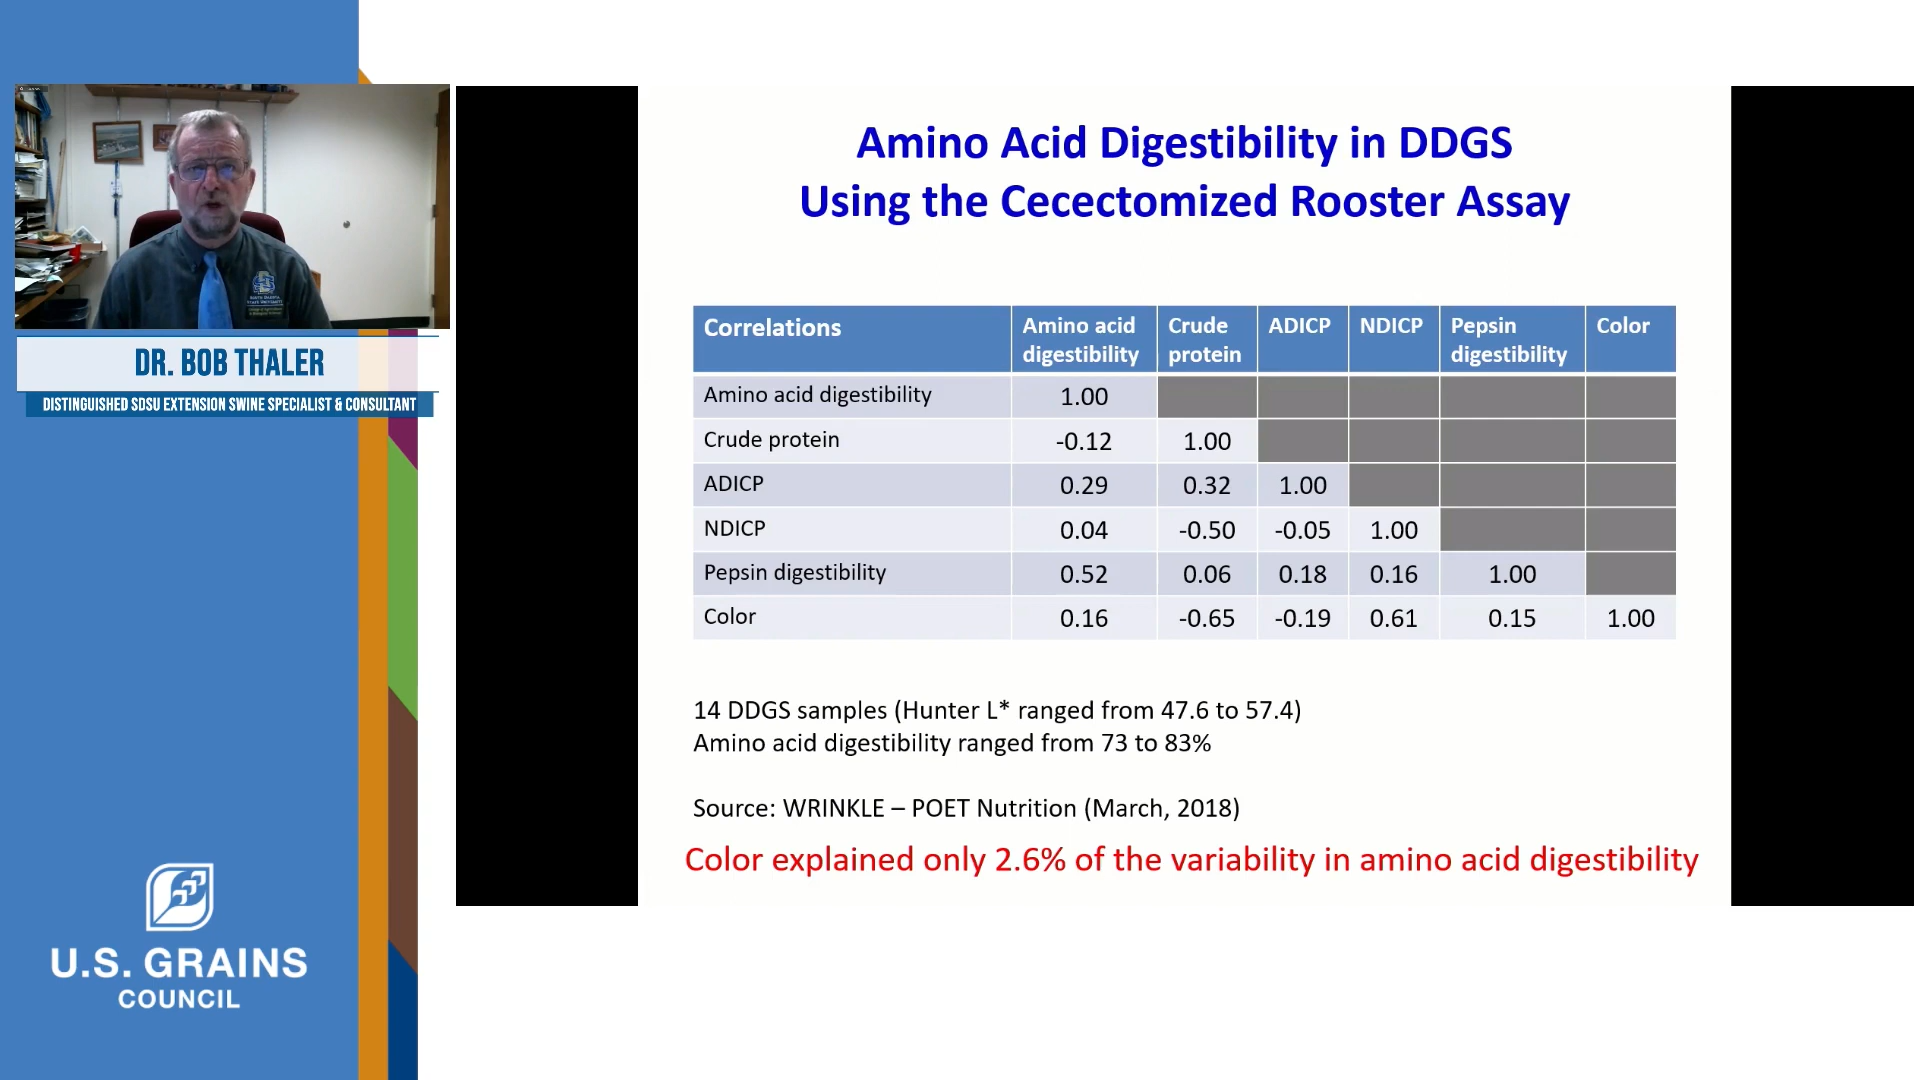 Amino Acid Digestibility in DDGS
Using the Cecectomized Rooster Assay
DR. BOB THALER
DISTINGUISHED SDSU EXTENSION SWINE SPECIALIST & CONSULTANT
Correlations Amino acid digestibility Crude protein ADICP NDICP Pepsin digestibility Color
Amino acid digestibility 1.00
Crude protein -0.12 1.00
ADICP 0.29 0.32 1.00
NDICP 0.04 -0.50 -0.05 1.00
Pepsin digestibility 0.52 0.06 0.18 0.16 1.00
Color 0.16 -0.65 -0.19 0.61 0.15 1.00
14 DDGS samples (Hunter L* ranged from 47.6 to 57.4)
Amino acid digestibility ranged from 73 to 83%
Source: WRINKLE – POET Nutrition (March, 2018)
Color explained only 2.6% of the variability in amino acid digestibility
U.S. GRAINS
COUNCIL